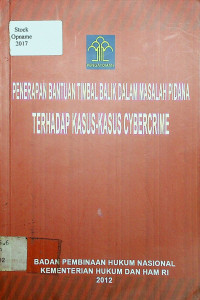 Stock
Opname
2017
PENERAPAN BANTUAN TIMBAL BALIK DALAM MASALAH PIDANA
TERHADAP KASUS-KASUS CYBERCRIME
BADAN PEMBINAAN HUKUM NASIONAL
KEMENTERIAN HUKUM DAN HAM RI
2012